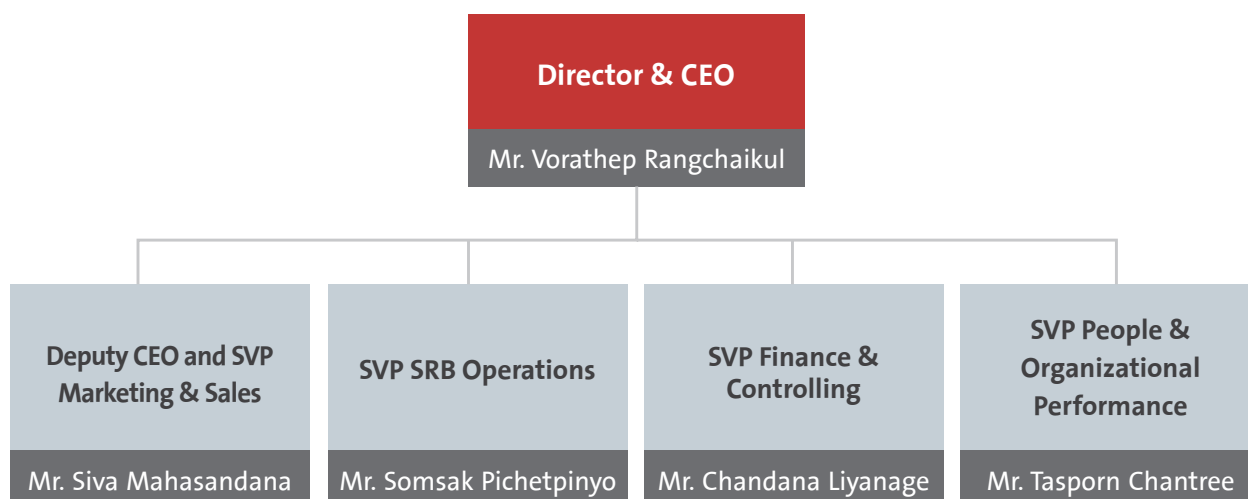 Director & CEO
Mr. Vorathep Rangchaikul
Deputy CEO and SVP
Marketing & Sales
Mr. Siva Mahasandana
SVP SRB Operations
Mr. Somsak Pichetpinyo
SVP Finance &
Controlling
Mr. Chandana Liyanage
SVP People &
Organizational
Performance
Mr. Tasporn Chantree